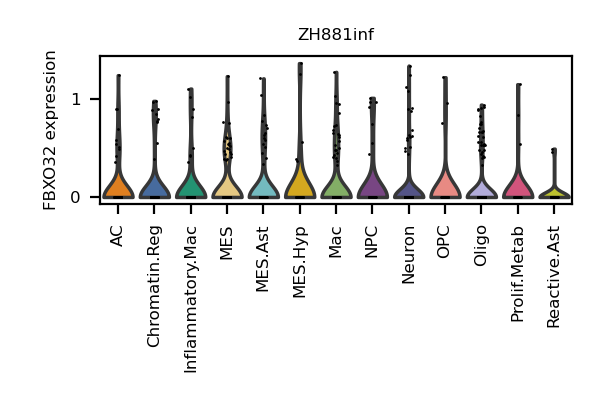 ZH881inf
FBXO32 expression
1
0
AC
Chromatin.Reg
Inflammatory.Mac
MES
MES.Ast
MES.Hyp
Mac
NPC
Neuron
OPC
Oligo
Prolif.Metab
Reactive.Ast